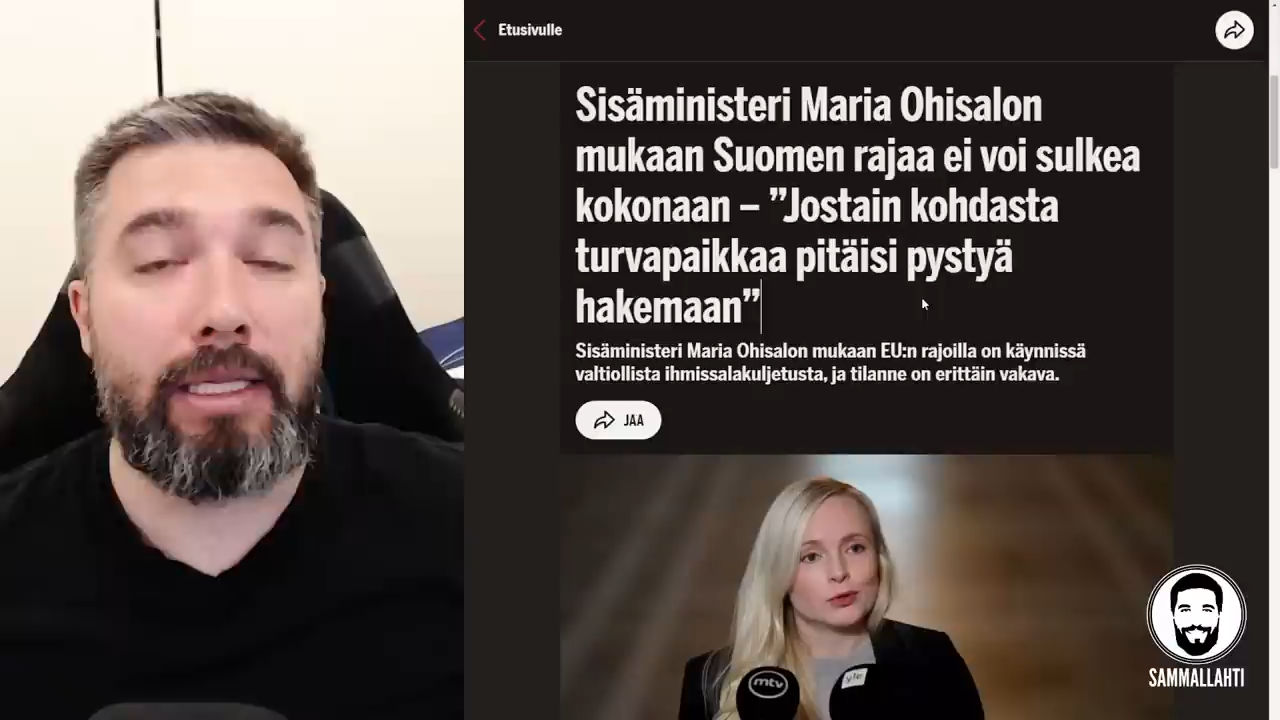 Etusivulle
Sisäministeri Maria Ohisalon
mukaan Suomen rajaa ei voi sulkea
kokonaan – ”Jostain kohdasta
turvapaikkaa pitäisi pystyä
hakemaan”
Sisäministeri Maria Ohisalon mukaan EU:n rajoilla on käynnissä
valtiollista ihmissalakuljetusta, ja tilanne on erittäin vakava.
JAA
mtv
yle
SAMMALLAHTI